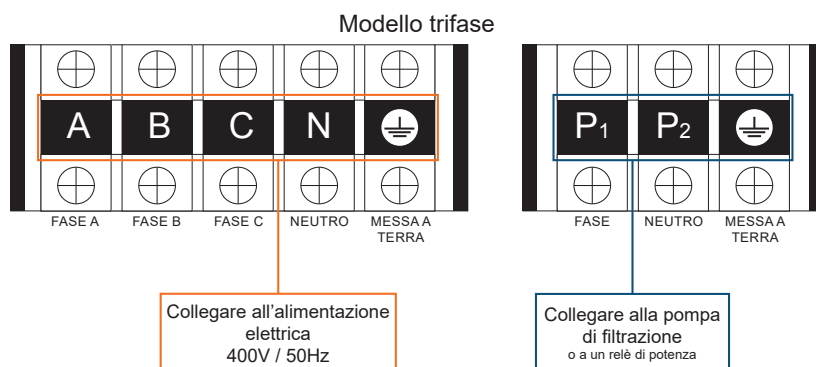 Modello trifase
A B C N
P1 P2
FASE A FASE B FASE C NEUTRO MESSA A
TERRA
FASE NEUTRO MESSA A
TERRA
Collegare all'alimentazione
elettrica
400V / 50Hz
Collegare alla pompa
di filtrazione
o a un relè di potenza